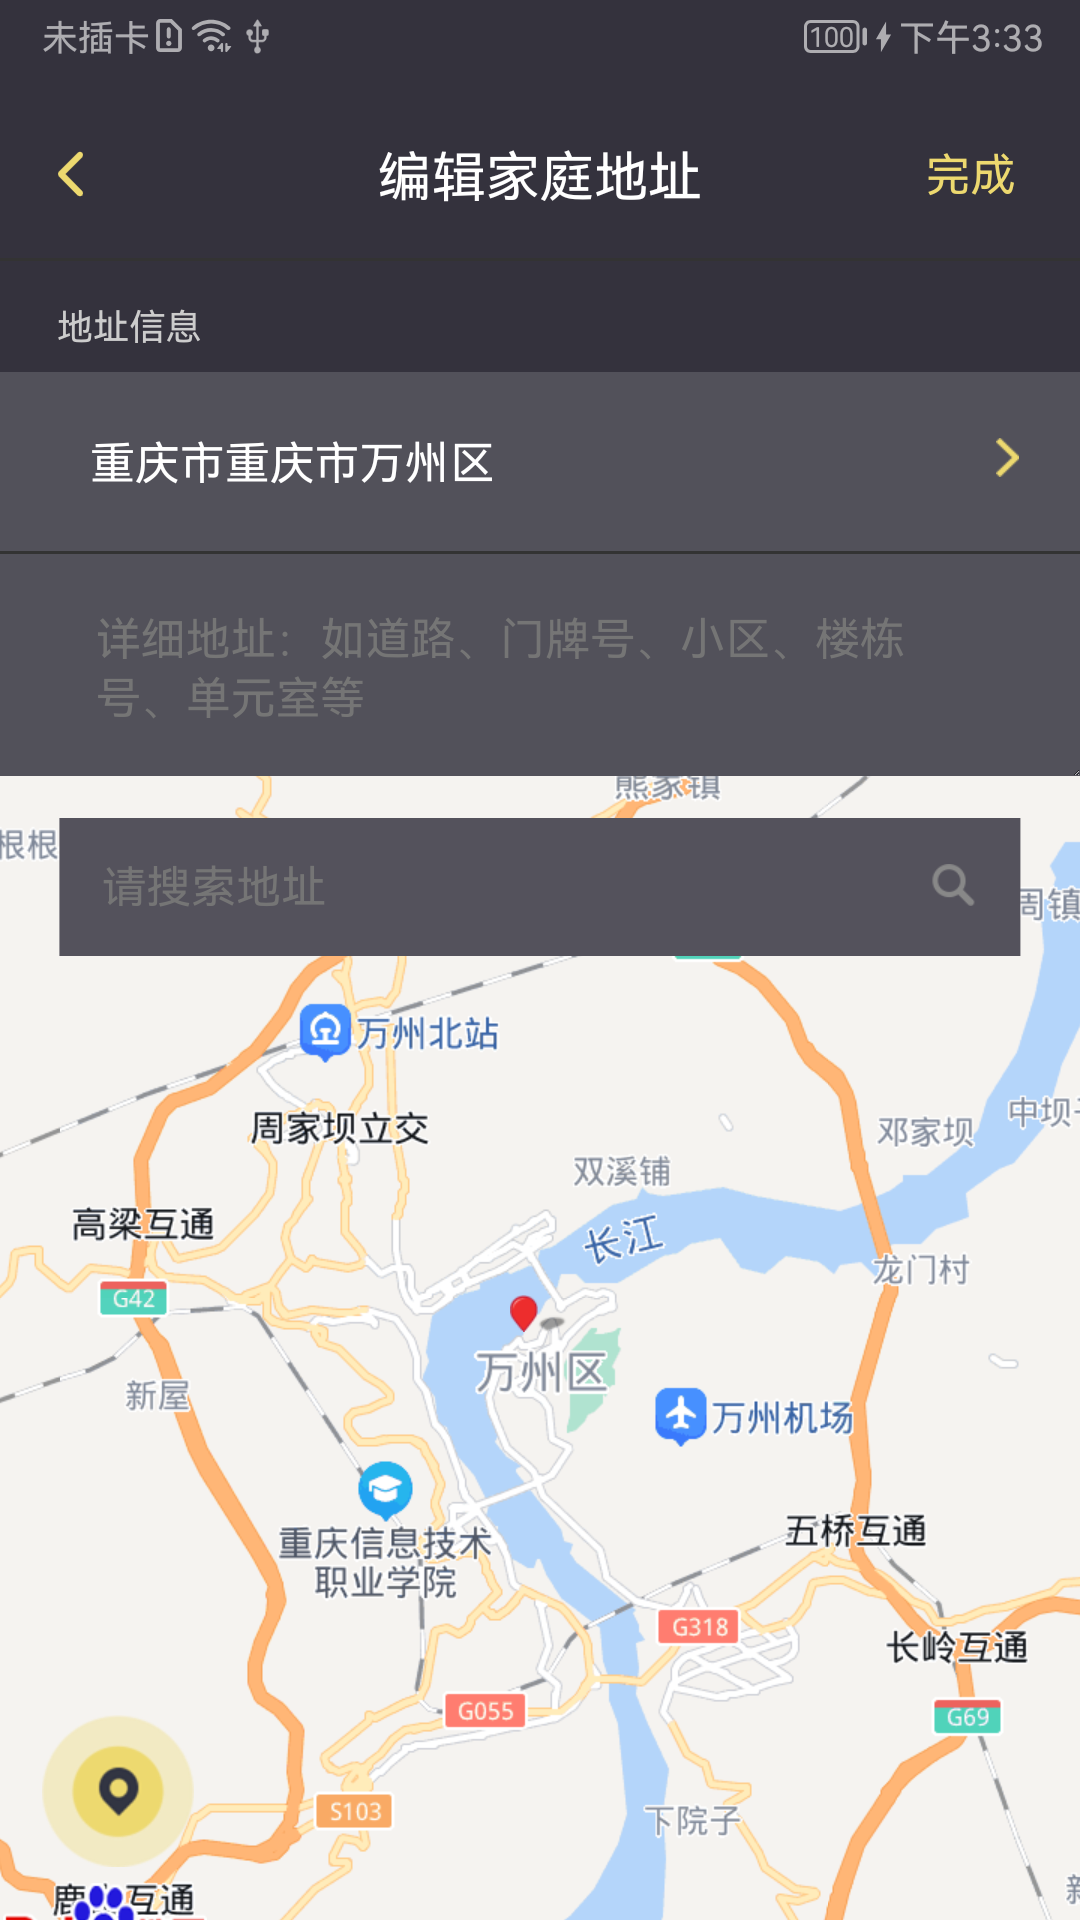 未插卡
100
下午3:33
编辑家庭地址
完成
地址信息
重庆市重庆市万州区
详细地址：如道路、门牌号、小区、楼栋
号、单元室等
熊家镇
根根
请搜索地址
周镇
万州北站
周家坝立交
中坝
邓家坝
双溪铺
高梁互通
长江
龙门村
G42
万州区
新屋
万州机场
五桥互通
重庆信息技术
职业学院
G318
长岭互通
G055
G69
S103
下院子
鹿
互通